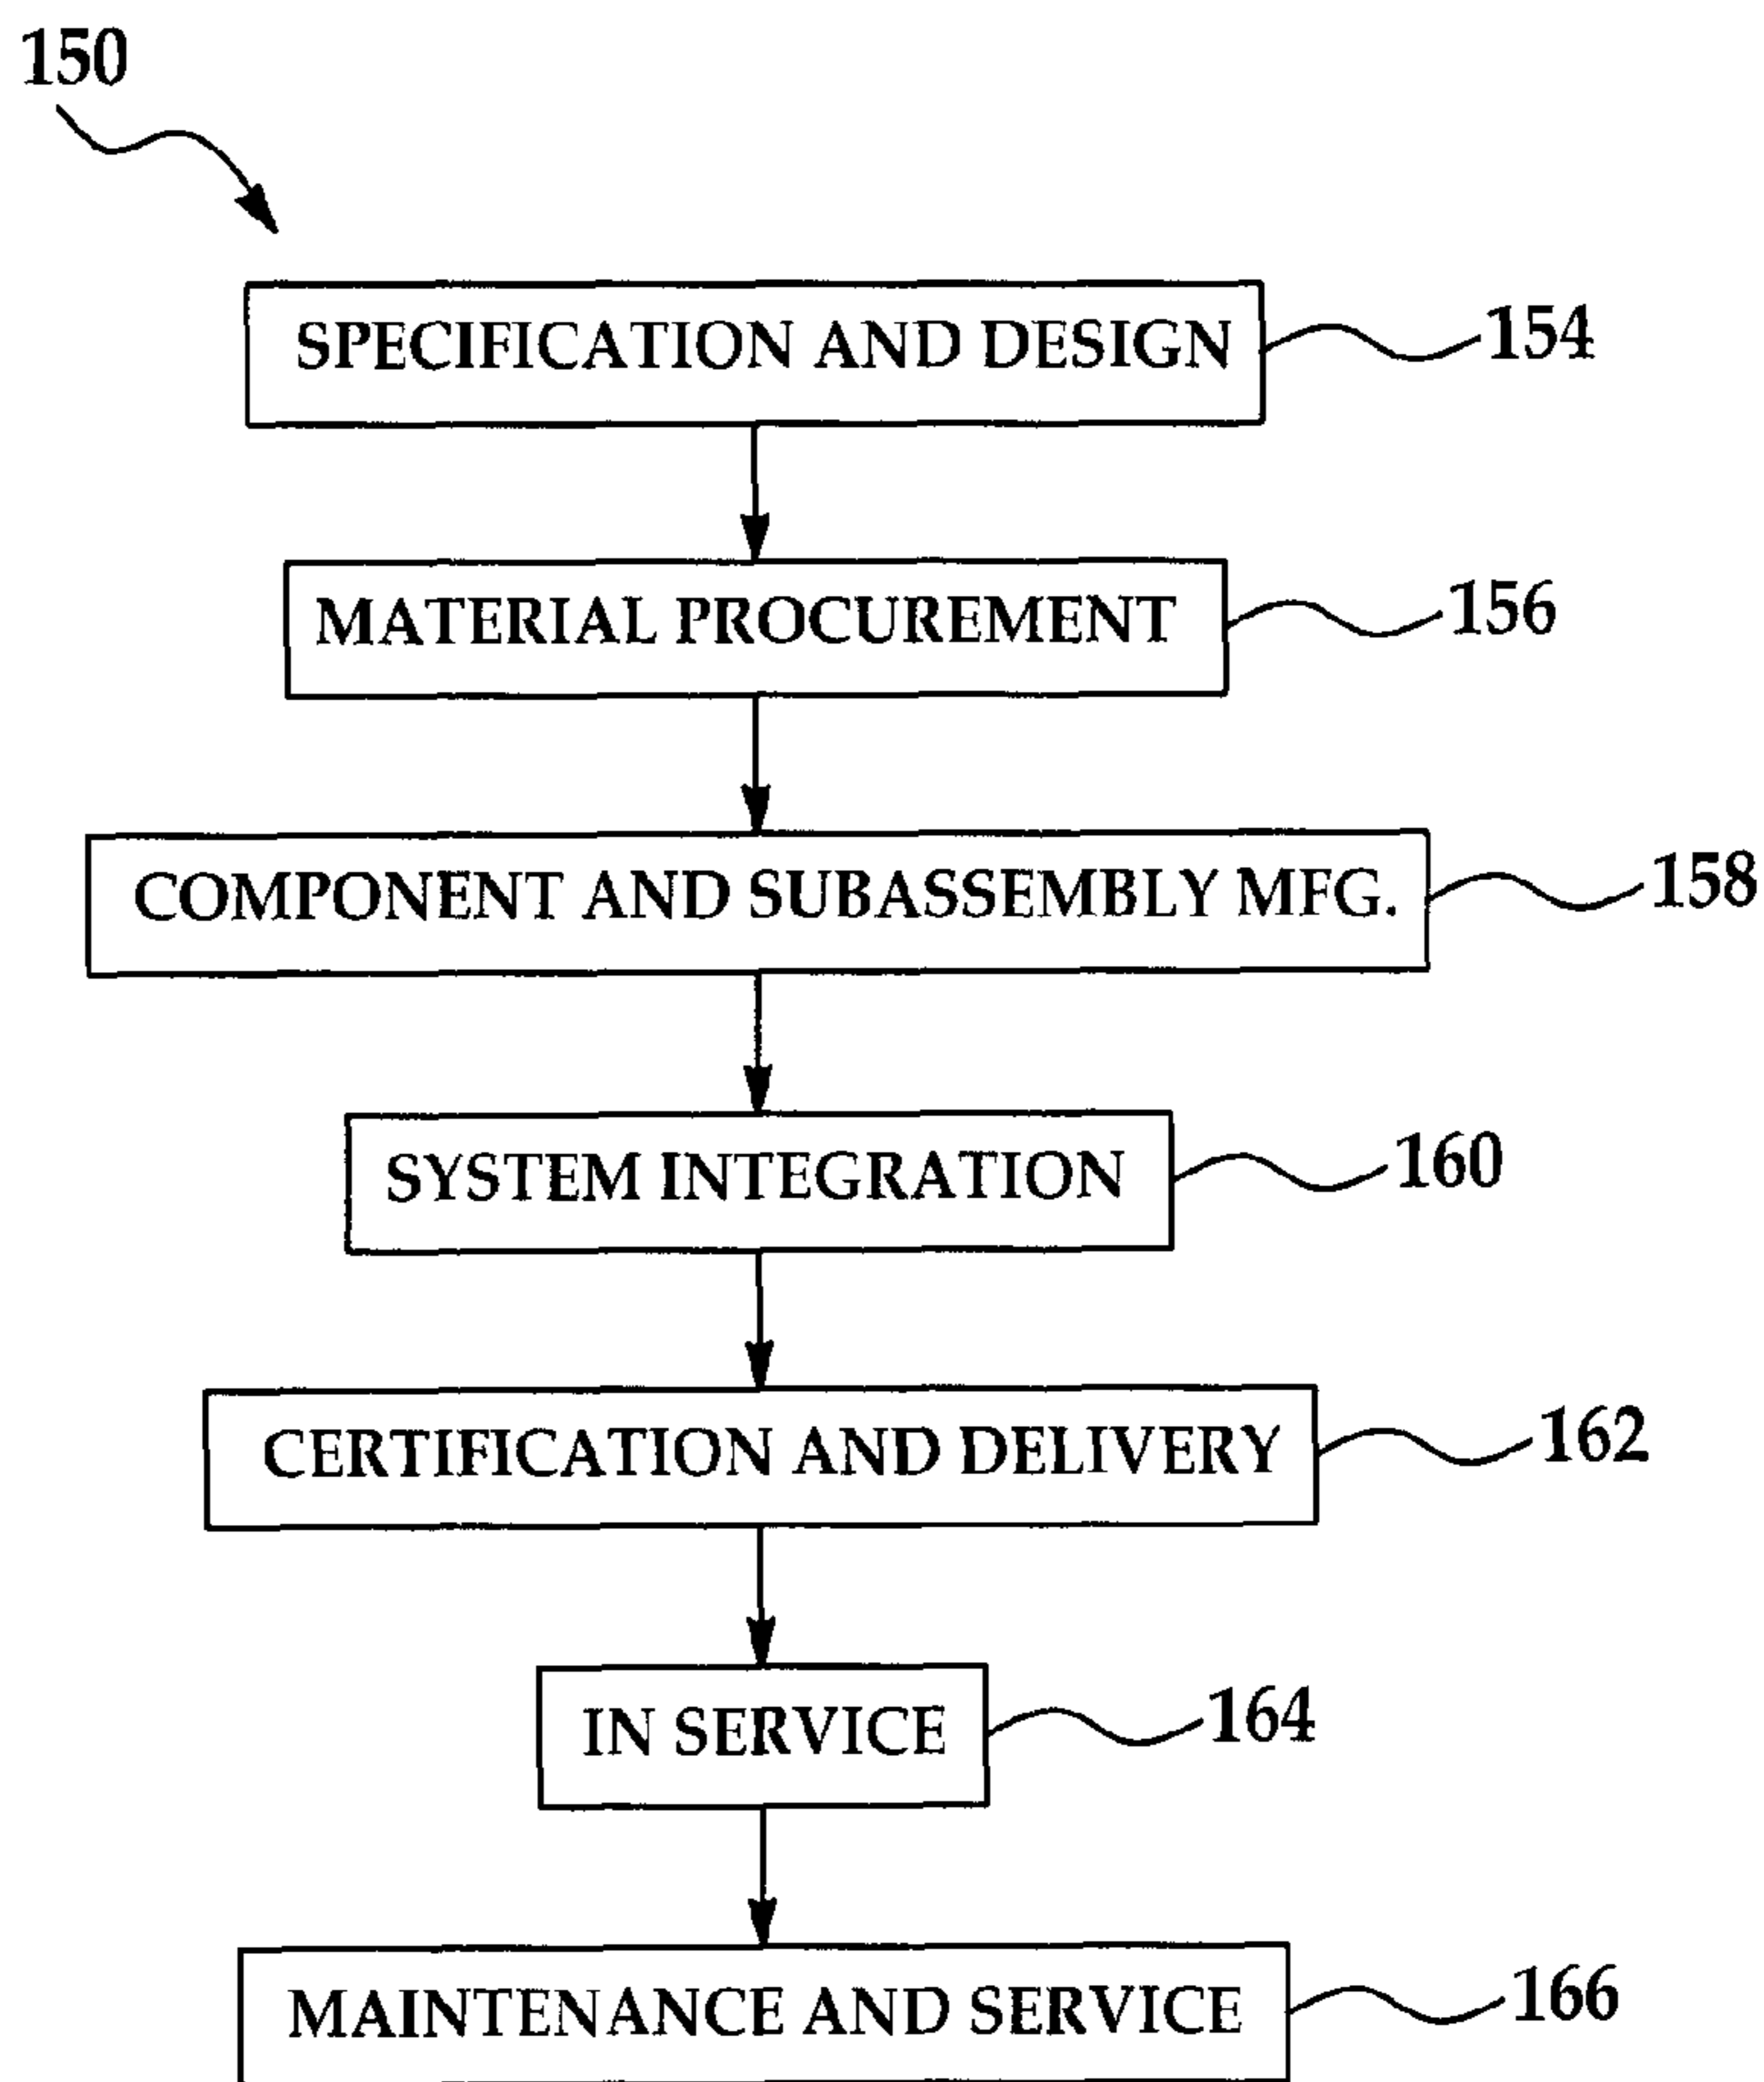 150
SPECIFICATION AND DESIGN 154
MATERIAL PROCUREMENT 156
COMPONENT AND SUBASSEMBLY MFG. 158
SYSTEM INTEGRATION 160
CERTIFICATION AND DELIVERY 162
IN SERVICE 164
MAINTENANCE AND SERVICE 166